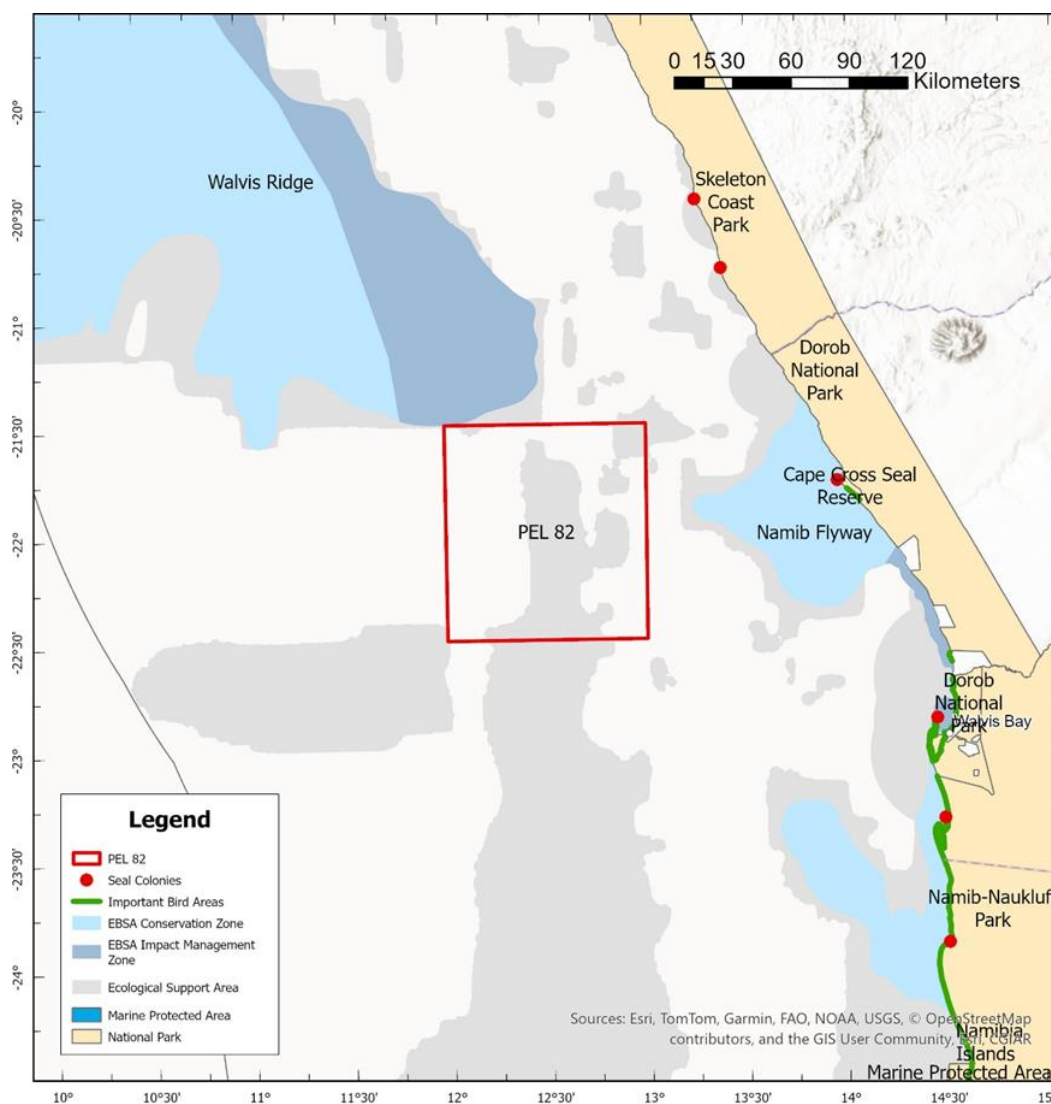 0 15 30 60 90 120
Kilometers
Walvis Ridge
Skeleton
Coast
Park
Dorob
National
Park
Cape Cross Seal
Reserve
Namib Flyway
PEL 82
Dorob
National
Park
Walvis Bay
Namib-Naukluf
Park
Namibia
Islands
Marine Protected Area
Sources: Esri, TomTom, Garmin, FAO, NOAA, USGS, © OpenStreetMap
contributors, and the GIS User Community, Esri, CGIAR
Legend
PEL 82
Seal Colonies
Important Bird Areas
EBSA Conservation Zone
EBSA Impact Management
Zone
Ecological Support Area
Marine Protected Area
National Park
-20°
-20°30'
-21°
-21°30'
-22°
-22°30'
-23°
-23°30'
-24°
10° 10°30' 11° 11°30' 12° 12°30' 13° 13°30' 14° 14°30' 15